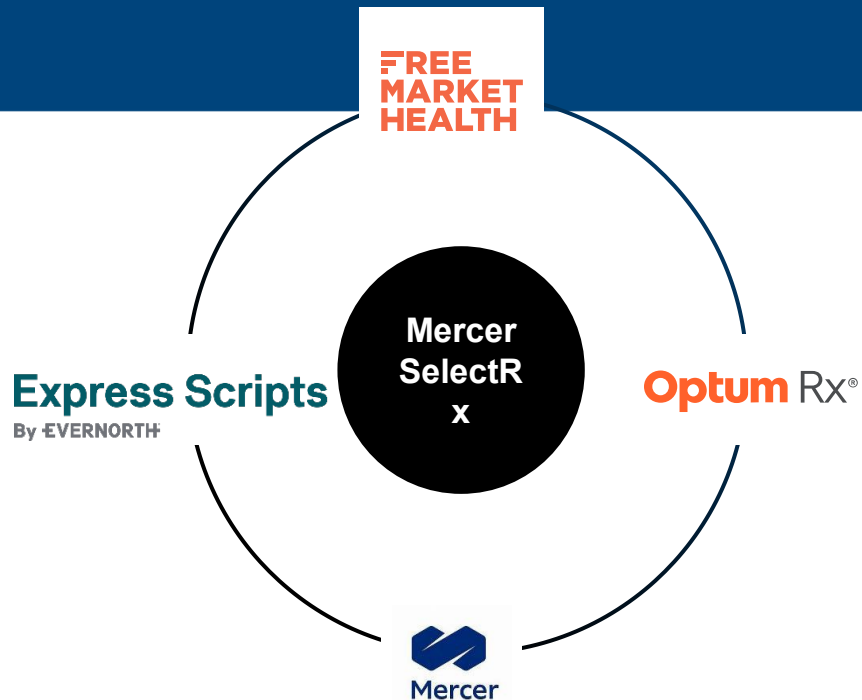 FREE
MARKET
HEALTH
Mercer
SelectR
x
Express Scripts
By EVERNORTH
Optum Rx®
Mercer